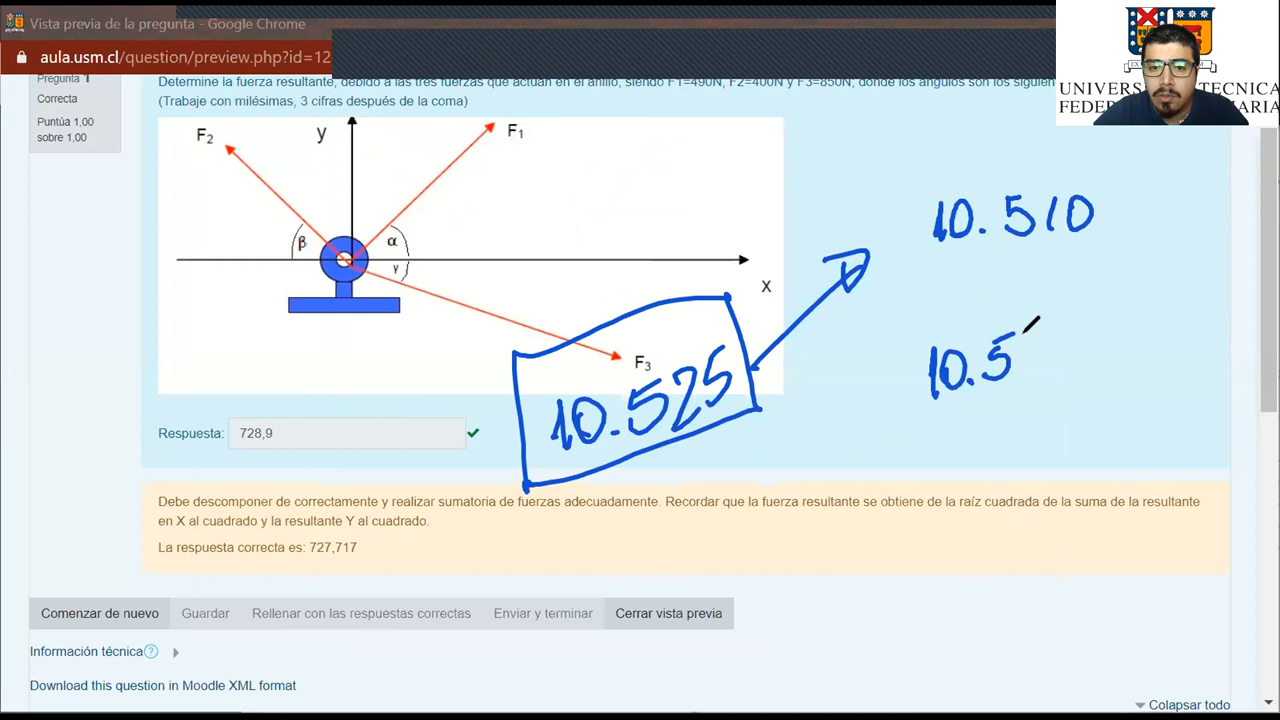 Vista previa de la pregunta - Google Chrome
aula.usm.cl/question/preview.php?id=12
Pregunta 1
Correcta
Puntúa 1,00
sobre 1,00
Determine la fuerza resultante, debido a las tres fuerzas que actúan en el anillo, siendo F1=490N, F2=400N y F3=850N, donde los ángulos son los
(Trabaje con milésimas, 3 cifras después de la coma)
F2
y
F1
β
α
γ
x
F3
10.510
10.5
10.525
Respuesta:
728,9
Debe descomponer de correctamente y realizar sumatoria de fuerzas adecuadamente. Recordar que la fuerza resultante se obtiene de la raíz cuadrada de la suma de la resultante
en X al cuadrado y la resultante Y al cuadrado.
La respuesta correcta es: 727,717
Comenzar de nuevo
Guardar
Rellenar con las respuestas correctas
Enviar y terminar
Cerrar vista previa
Información técnica
Download this question in Moodle XML format
Colapsar todo